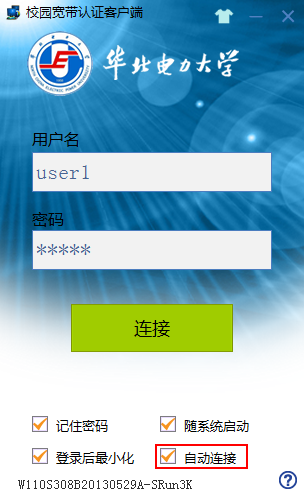 校园宽带认证客户端
华北电力大学
用户名
user1
密码
*****
连接
记住密码
随系统启动
登录后最小化
自动连接
W110S308B20130529A-SRun3K